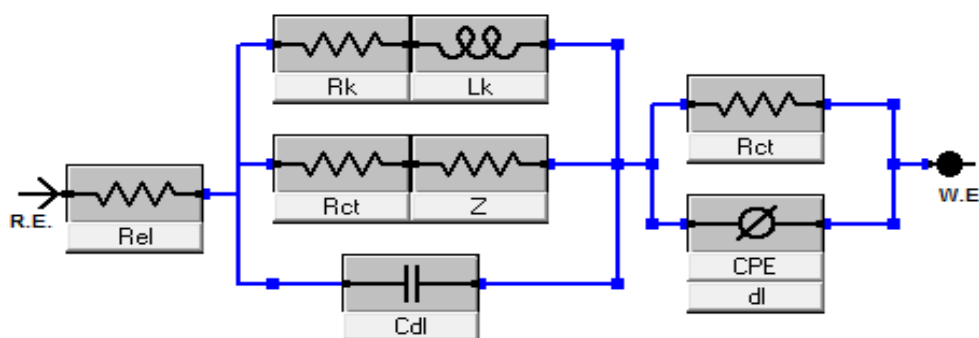 Rk Lk
Rct
Rct Z
R.E.
W.E
Rel
CPE
dl
Cdl